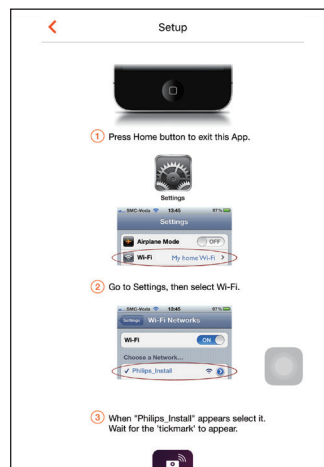 Setup
1 Press Home button to exit this App.
Settings
SMC-Voda 13:45 87%
Settings
Airplane Mode OFF
Wi-Fi My home Wi-Fi
2 Go to Settings, then select Wi-Fi.
SMC-Voda 13:45 87%
Settings Wi-Fi Networks
Wi-Fi ON
Choose a Network...
✓ Philips_Install
3 When "Philips_Install" appears select it.
Wait for the 'tickmark' to appear.